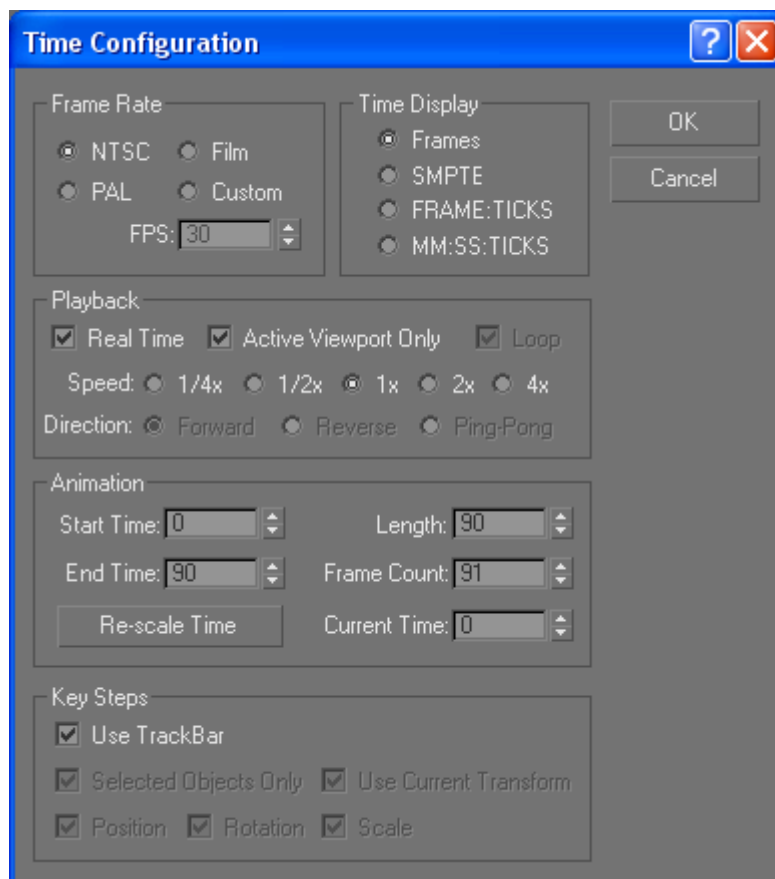 Time Configuration
Frame Rate
NTSC Film
PAL Custom
FPS: 30
Time Display
Frames
SMPTE
FRAME:TICKS
MM:SS:TICKS
OK
Cancel
Playback
Real Time Active Viewport Only Loop
Speed: 1/4x 1/2x 1x 2x 4x
Direction: Forward Reverse Ping-Pong
Animation
Start Time: 0 Length: 90
End Time: 90 Frame Count: 91
Re-scale Time Current Time: 0
Key Steps
Use TrackBar
Selected Objects Only Use Current Transform
Position Rotation Scale